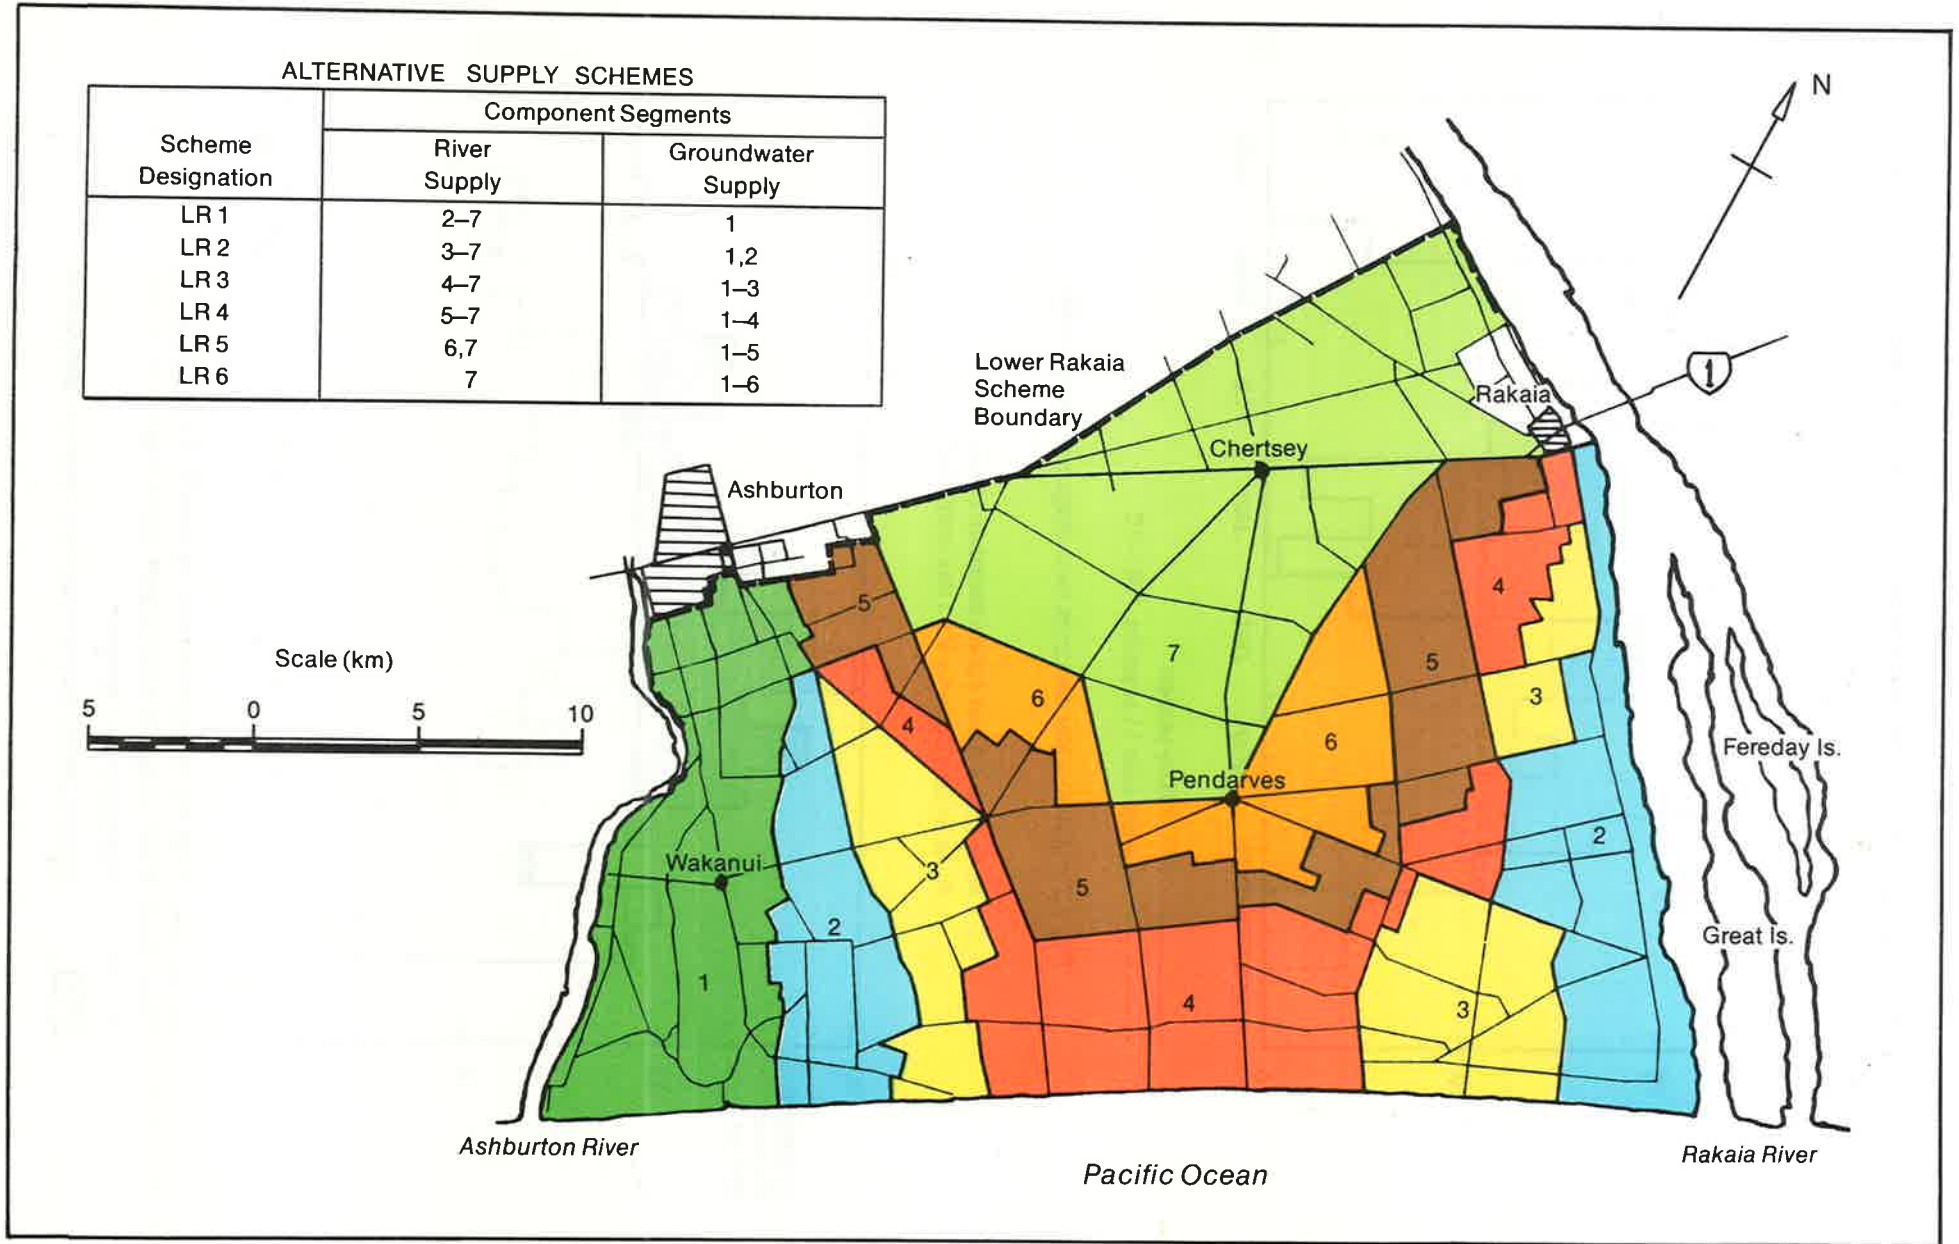 ALTERNATIVE SUPPLY SCHEMES
Scheme Designation
Component Segments
River Supply
Groundwater Supply
LR 1 2–7 1
LR 2 3–7 1,2
LR 3 4–7 1–3
LR 4 5–7 1–4
LR 5 6,7 1–5
LR 6 7 1–6
N
Lower Rakaia
Scheme
Boundary
1
Rakaia
Chertsey
Ashburton
5
4
Scale (km)
5 0 5 10
7
5
3
6
4
6
Fereday Is.
Pendarves
2
Wakanui
3
5
2
Great Is.
1
4
3
Ashburton River
Pacific Ocean
Rakaia River